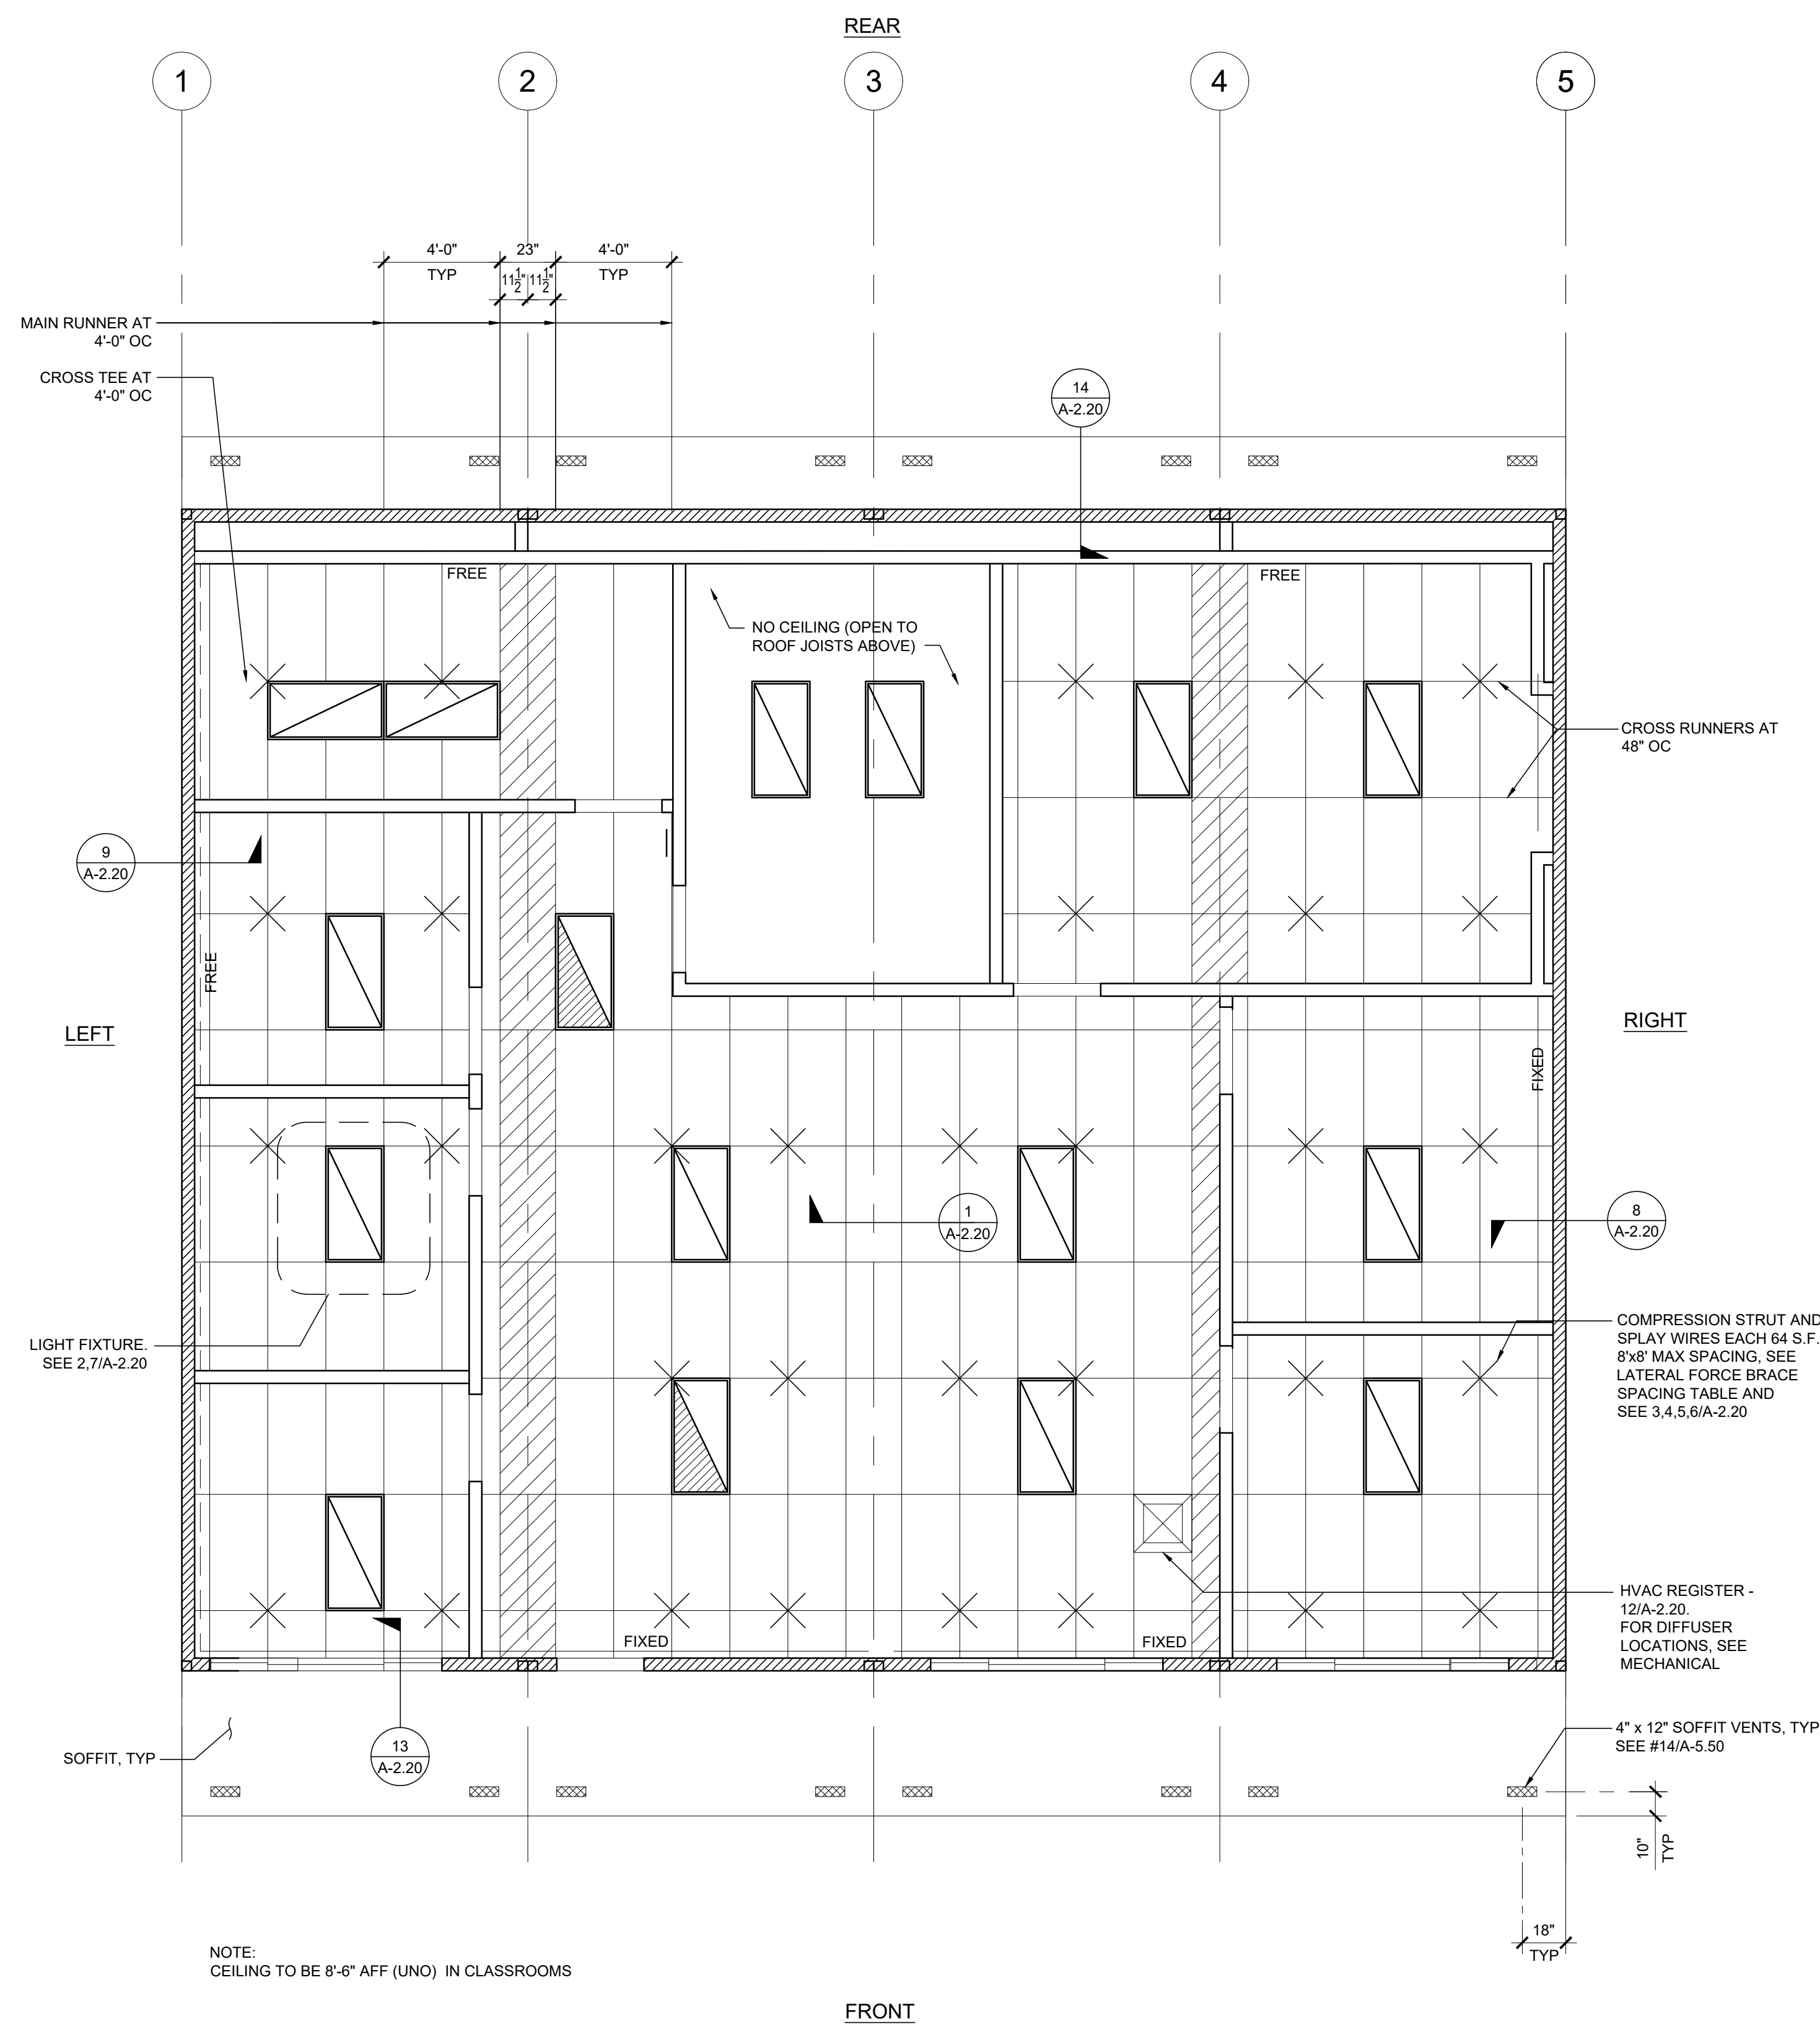 REAR
1
2
3
4
5
4'-0"
TYP
23"
4'-0"
TYP
11 1/2"
11 1/2"
MAIN RUNNER AT
4'-0" OC
CROSS TEE AT
4'-0" OC
14
A-2.20
FREE
FREE
NO CEILING (OPEN TO
ROOF JOISTS ABOVE)
CROSS RUNNERS AT
48" OC
9
A-2.20
FREE
LEFT
RIGHT
FIXED
1
A-2.20
8
A-2.20
LIGHT FIXTURE.
SEE 2,7/A-2.20
COMPRESSION STRUT AND
SPLAY WIRES EACH 64 S.F.
8'x8' MAX SPACING, SEE
LATERAL FORCE BRACE
SPACING TABLE AND
SEE 3,4,5,6/A-2.20
HVAC REGISTER -
12/A-2.20.
FOR DIFFUSER
LOCATIONS, SEE
MECHANICAL
FIXED
FIXED
SOFFIT, TYP
13
A-2.20
4" x 12" SOFFIT VENTS, TYP
SEE #14/A-5.50
10"
TYP
18"
TYP
NOTE:
CEILING TO BE 8'-6" AFF (UNO) IN CLASSROOMS
FRONT